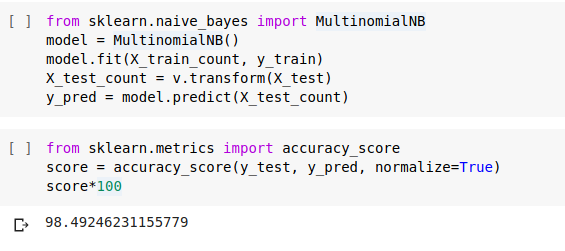 [ ] from sklearn.naive_bayes import MultinomialNB
model = MultinomialNB()
model.fit(X_train_count, y_train)
X_test_count = v.transform(X_test)
y_pred = model.predict(X_test_count)
[ ] from sklearn.metrics import accuracy_score
score = accuracy_score(y_test, y_pred, normalize=True)
score*100
98.49246231155779